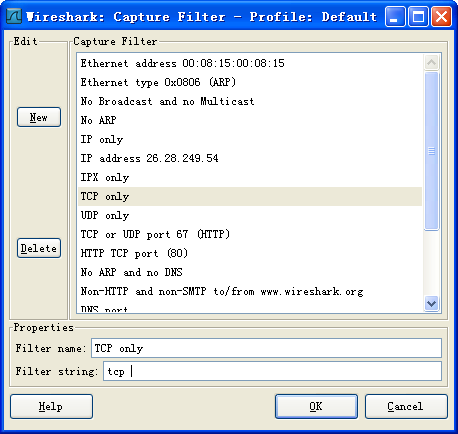 Wireshark: Capture Filter - Profile: Default
Edit
Capture Filter
Ethernet address 00:08:15:00:08:15
Ethernet type 0x0806 (ARP)
No Broadcast and no Multicast
New
No ARP
IP only
IP address 26.28.249.54
IPX only
TCP only
UDP only
TCP or UDP port 67 (HTTP)
Delete
HTTP TCP port (80)
No ARP and no DNS
Non-HTTP and non-SMTP to/from www.wireshark.org
DNS port
Properties
Filter name: TCP only
Filter string: tcp
Help
OK
Cancel